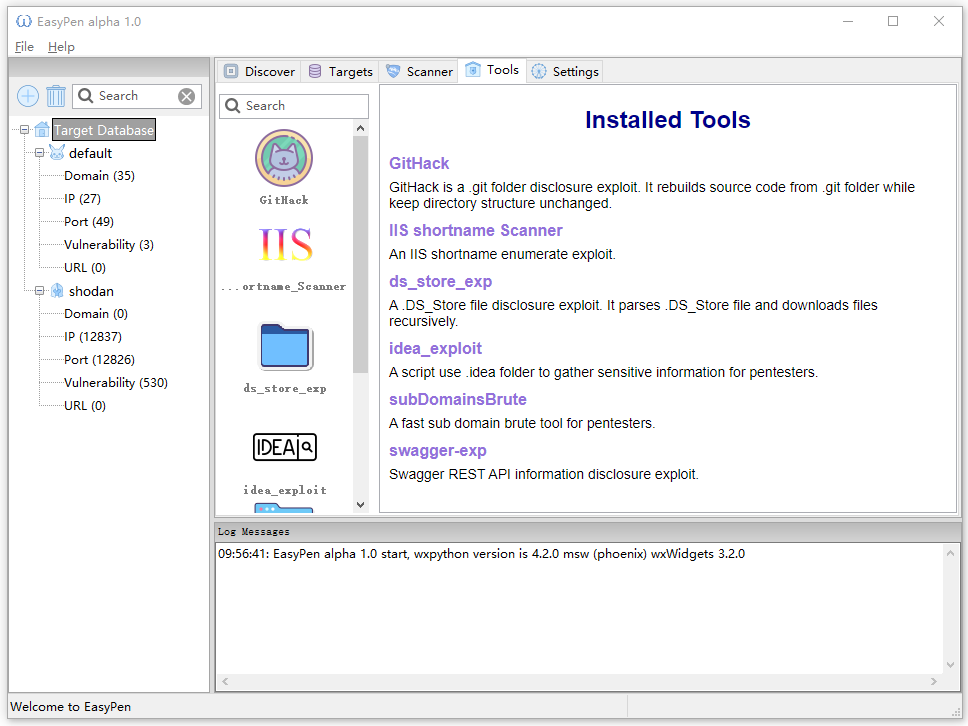 EasyPen alpha 1.0
File Help
Search
Target Database
default
Domain (35)
IP (27)
Port (49)
Vulnerability (3)
URL (0)
shodan
Domain (0)
IP (12837)
Port (12826)
Vulnerability (530)
URL (0)
Discover Targets Scanner Tools Settings
Search
GitHack
IIS
...ortname_Scanner
ds_store_exp
IDEA
idea_exploit
Installed Tools
GitHack
GitHack is a .git folder disclosure exploit. It rebuilds source code from .git folder while
keep directory structure unchanged.
IIS shortname Scanner
An IIS shortname enumerate exploit.
ds_store_exp
A .DS_Store file disclosure exploit. It parses .DS_Store file and downloads files
recursively.
idea_exploit
A script use .idea folder to gather sensitive information for pentesters.
subDomainsBrute
A fast sub domain brute tool for pentesters.
swagger-exp
Swagger REST API information disclosure exploit.
Log Messages
09:56:41: EasyPen alpha 1.0 start, wxpython version is 4.2.0 msw (phoenix) wxWidgets 3.2.0
Welcome to EasyPen